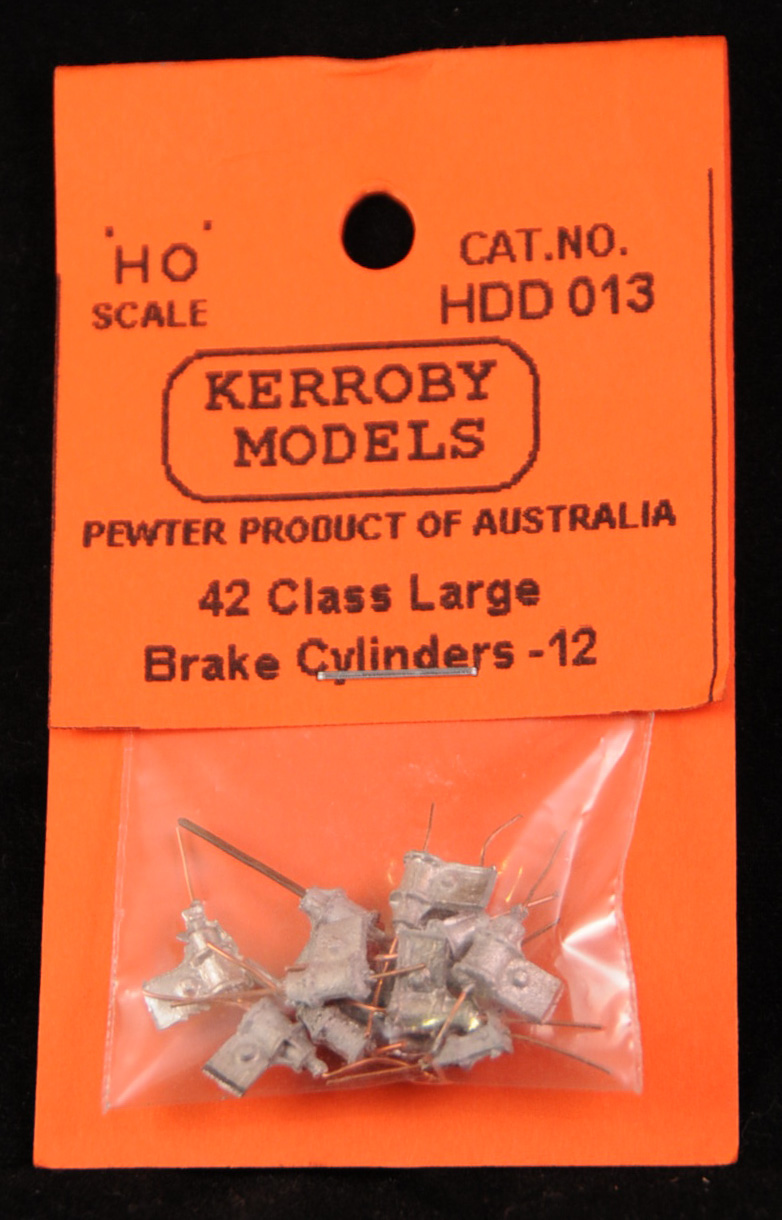 'HO'
SCALE
CAT.NO.
HDD 013
KERROBY
MODELS
PEWTER PRODUCT OF AUSTRALIA
42 Class Large
Brake Cylinders -12